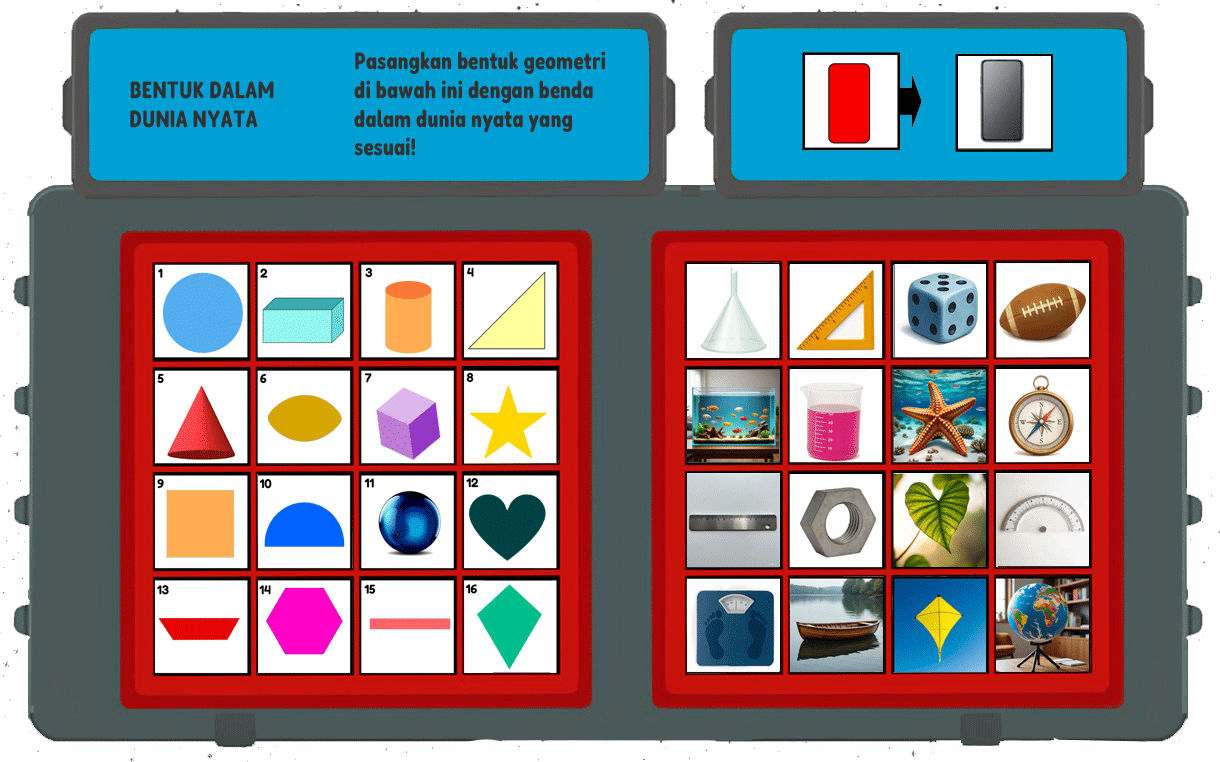 BENTUK DALAM
DUNIA NYATA
Pasangkan bentuk geometri
di bawah ini dengan benda
dalam dunia nyata yang
sesuai!
1
2
3
4
5
6
7
8
9
10
11
12
13
14
15
16
W
E
S